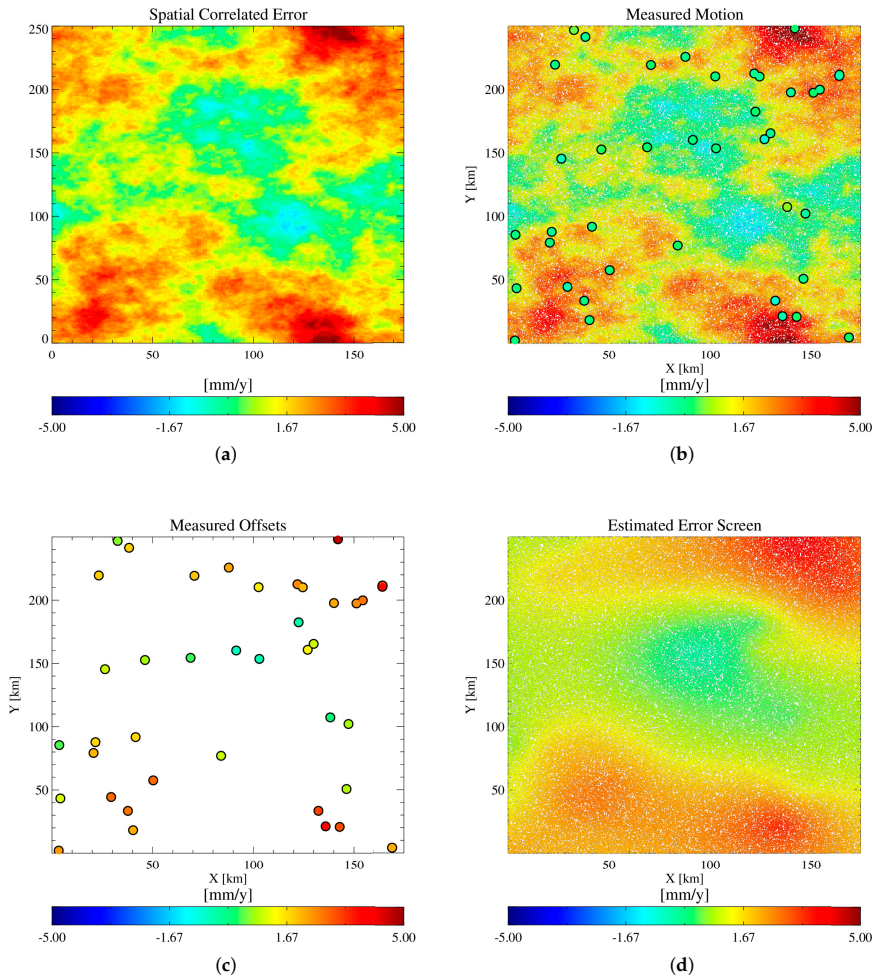 Spatial Correlated Error
250
200
150
100
50
0
0 50 100 150
[mm/y]
-5.00 -1.67 1.67 5.00
(a)
Measured Motion
Y [km]
250
200
150
100
50
50 100 150
X [km]
[mm/y]
-5.00 -1.67 1.67 5.00
(b)
Measured Offsets
Y [km]
200
150
100
50
50 100 150
X [km]
[mm/y]
-5.00 -1.67 1.67 5.00
(c)
Estimated Error Screen
Y [km]
200
150
100
50
50 100 150
X [km]
[mm/y]
-5.00 -1.67 1.67 5.00
(d)